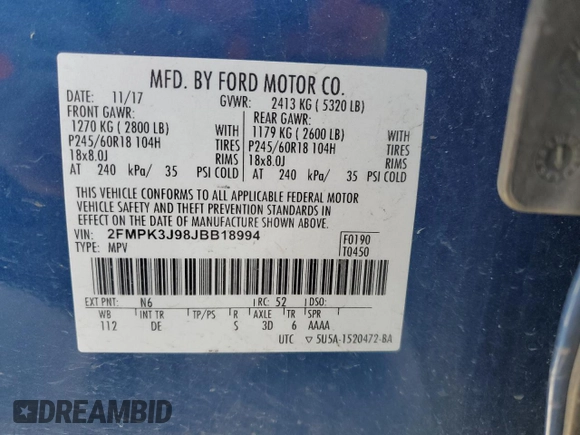 MFD. BY FORD MOTOR CO.
DATE: 11/17 GVWR: 2413 KG ( 5320 LB)
FRONT GAWR: REAR GAWR:
1270 KG ( 2800 LB) WITH 1179 KG ( 2600 LB) WITH
P245/60R18 104H TIRES P245/60R18 104H TIRES
18x8.0J RIMS 18x8.0J RIMS
AT 240 kPa/ 35 PSI COLD AT 240 kPa/ 35 PSI COLD
THIS VEHICLE CONFORMS TO ALL APPLICABLE FEDERAL MOTOR
VEHICLE SAFETY AND THEFT PREVENTION STANDARDS IN
EFFECT ON THE DATE OF MANUFACTURE SHOWN ABOVE.
VIN: 2FMPK3J98JBB18994 F0190
TYPE: MPV T0450
EXT PNT: N6 RC: 52 DSO:
WB INT TR TP/PS R AXLE TR SPR
112 DE S 3D 6 AAAA
UTC ▽5U5A-1520472-BA
DREAMBID